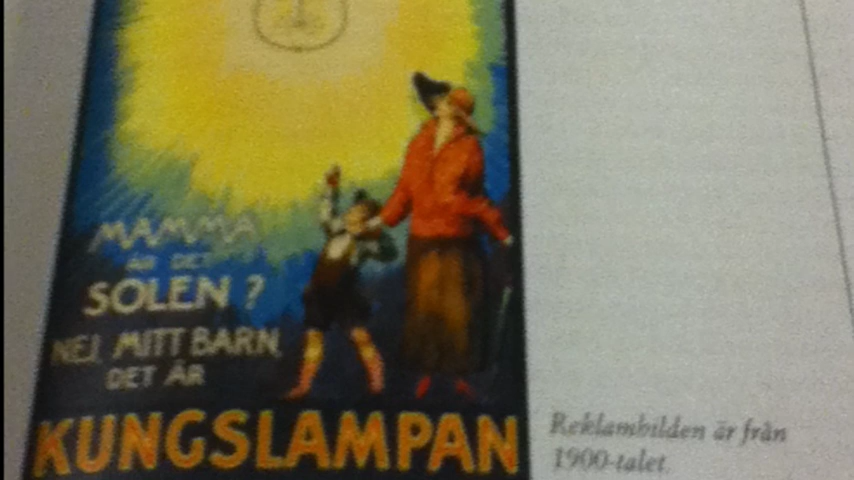 MAMMA
ÄR DET
SOLEN?
NEJ, MITT BARN,
DET ÄR
KUNGSLAMPAN
Reklambilden är från
1900-talet.